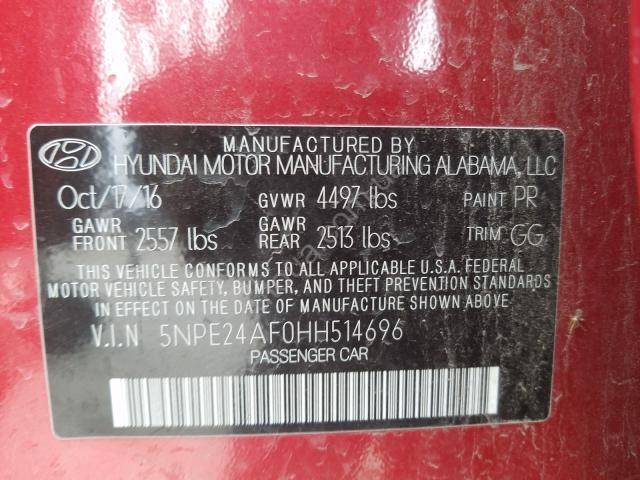 MANUFACTURED BY
HYUNDAI MOTOR MANUFACTURING ALABAMA, LLC
Oct/17/16 GVWR 4497 lbs PAINT PR
GAWR FRONT 2557 lbs GAWR REAR 2513 lbs TRIM GG
THIS VEHICLE CONFORMS TO ALL APPLICABLE U.S.A. FEDERAL
MOTOR VEHICLE SAFETY, BUMPER, AND THEFT PREVENTION STANDARDS
IN EFFECT ON THE DATE OF MANUFACTURE SHOWN ABOVE.
V.I.N 5NPE24AF0HH514696
PASSENGER CAR